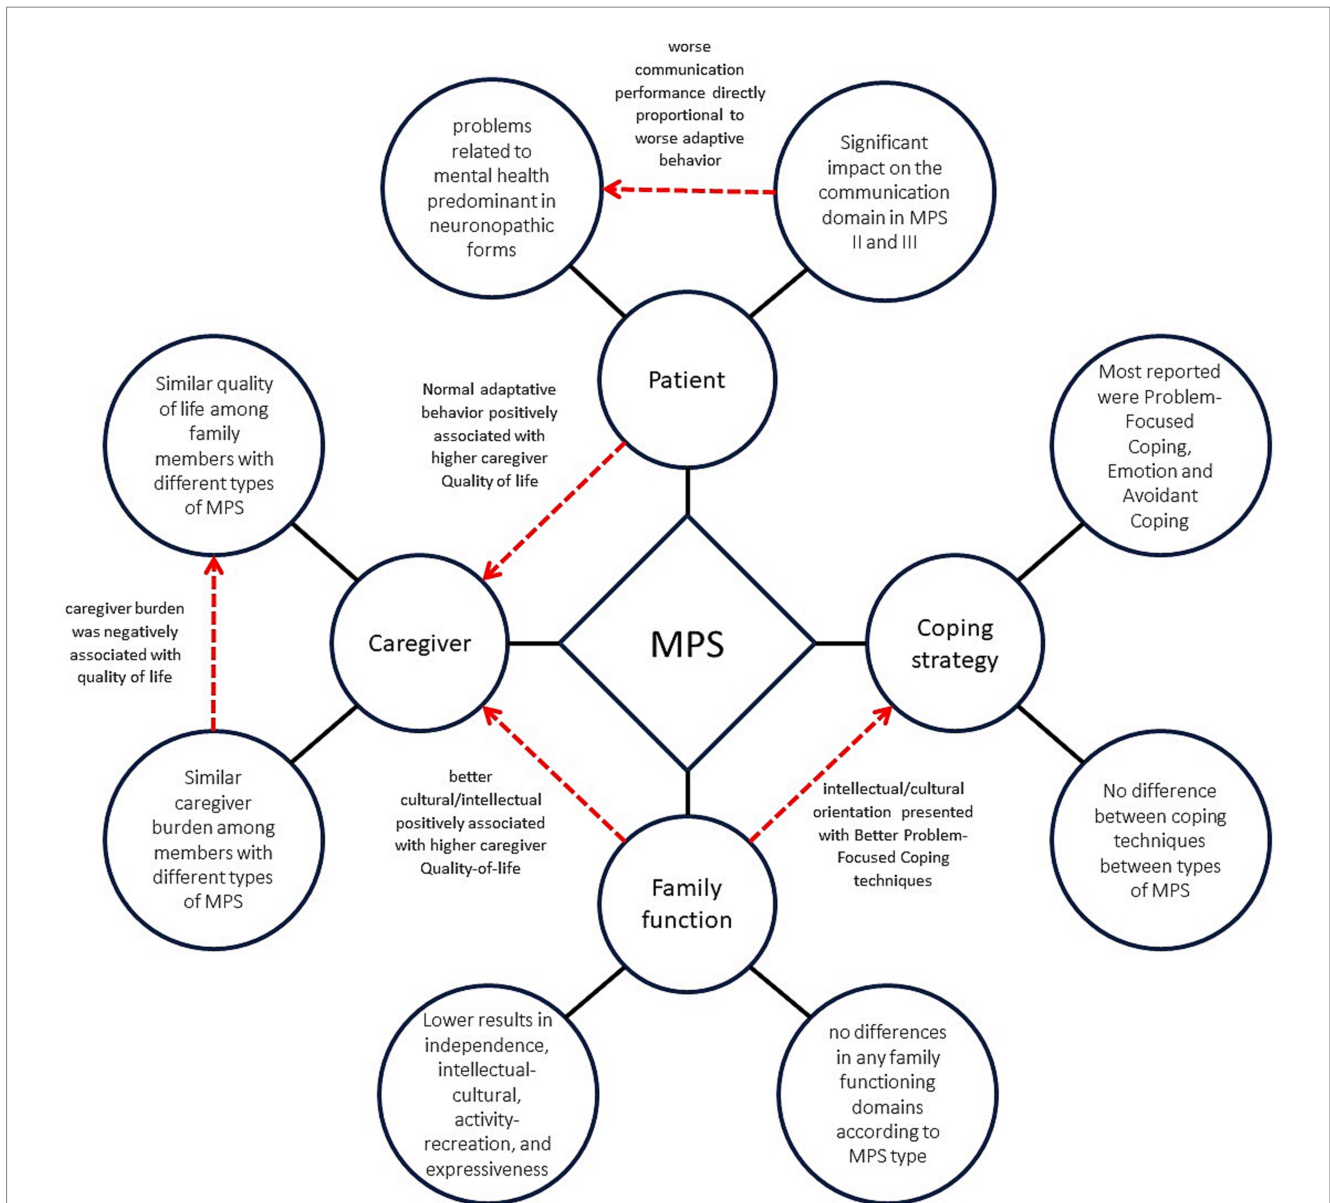 worse
communication
performance directly
proportional to
worse adaptive
behavior
problems
related to
mental health
predominant in
neuronopathic
forms
Significant
impact on the
communication
domain in MPS
II and III
Patient
Similar quality
of life among
family
members with
different types
of MPS
Normal adaptative
behavior positively
associated with
higher caregiver
Quality of life
Most reported
were Problem-
Focused
Coping,
Emotion and
Avoidant
Coping
caregiver burden
was negatively
associated with
quality of life
Caregiver
MPS
Coping
strategy
Similar
caregiver
burden among
members with
different types
of MPS
better
cultural/intellectual
positively associated
with higher caregiver
Quality-of-life
intellectual/cultural
orientation presented
with Better Problem-
Focused Coping
techniques
No difference
between coping
techniques
between types
of MPS
Family
function
Lower results in
independence,
intellectual-
cultural,
activity-
recreation, and
expressiveness
no differences
in any family
functioning
domains
according to
MPS type